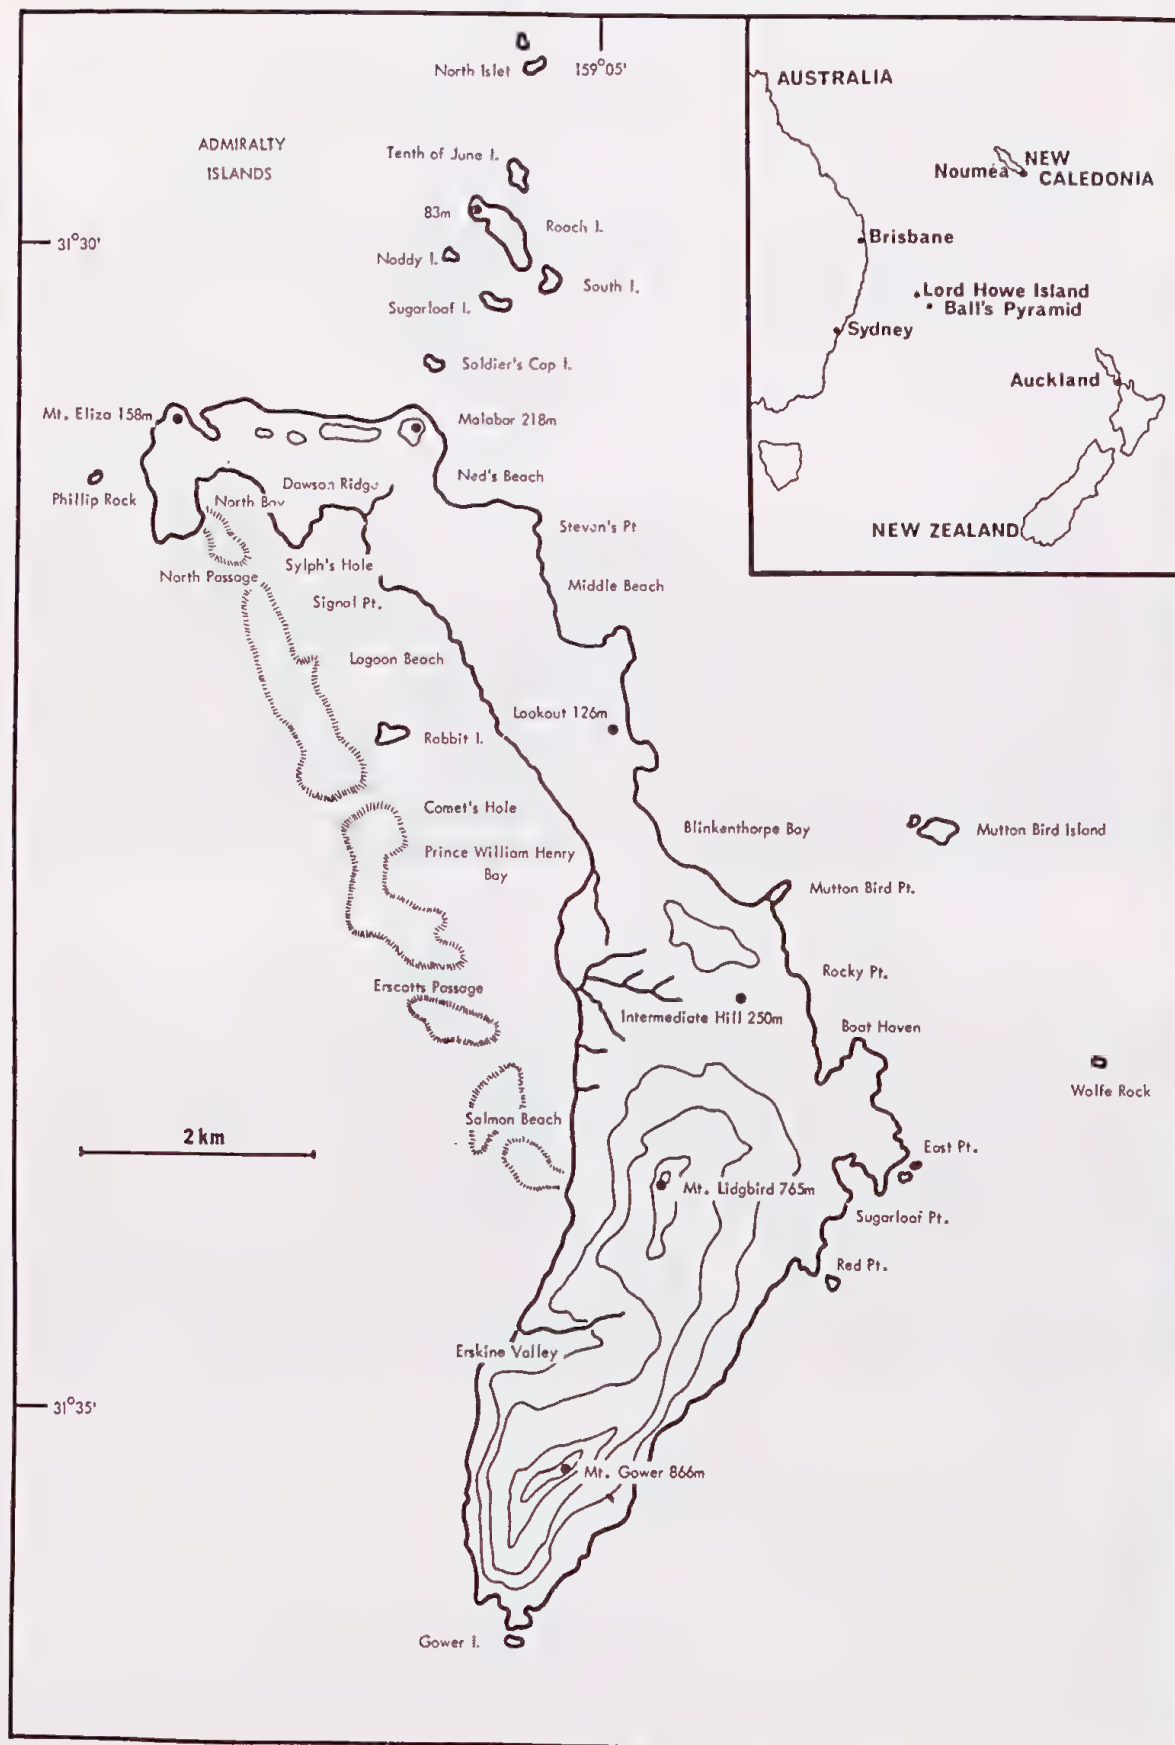 North Islet
159°05'
ADMIRALTY
ISLANDS
Tenth of June I.
83m
Roach I.
31°30'
Noddy I.
South I.
Sugarloaf I.
Soldier's Cap I.
Mt. Eliza 158m
Malabar 218m
Phillip Rock
Dawson Ridge
Ned's Beach
North Bay
Steven's Pt
Sylph's Hole
North Passage
Middle Beach
Signal Pt.
Lagoon Beach
Lookout 126m
Rabbit I.
Comet's Hole
Blinkenthorpe Bay
Mutton Bird Island
Prince William Henry
Bay
Mutton Bird Pt.
Rocky Pt.
Erscotts Passage
Intermediate Hill 250m
Boat Haven
Wolfe Rock
Salmon Beach
2 km
East Pt.
Mt. Lidgbird 765m
Sugarloaf Pt.
Red Pt.
Erskine Valley
31°35'
Mt. Gower 866m
Gower I.
AUSTRALIA
NEW
CALEDONIA
Nouméa
Brisbane
Lord Howe Island
Ball's Pyramid
Sydney
Auckland
NEW ZEALAND